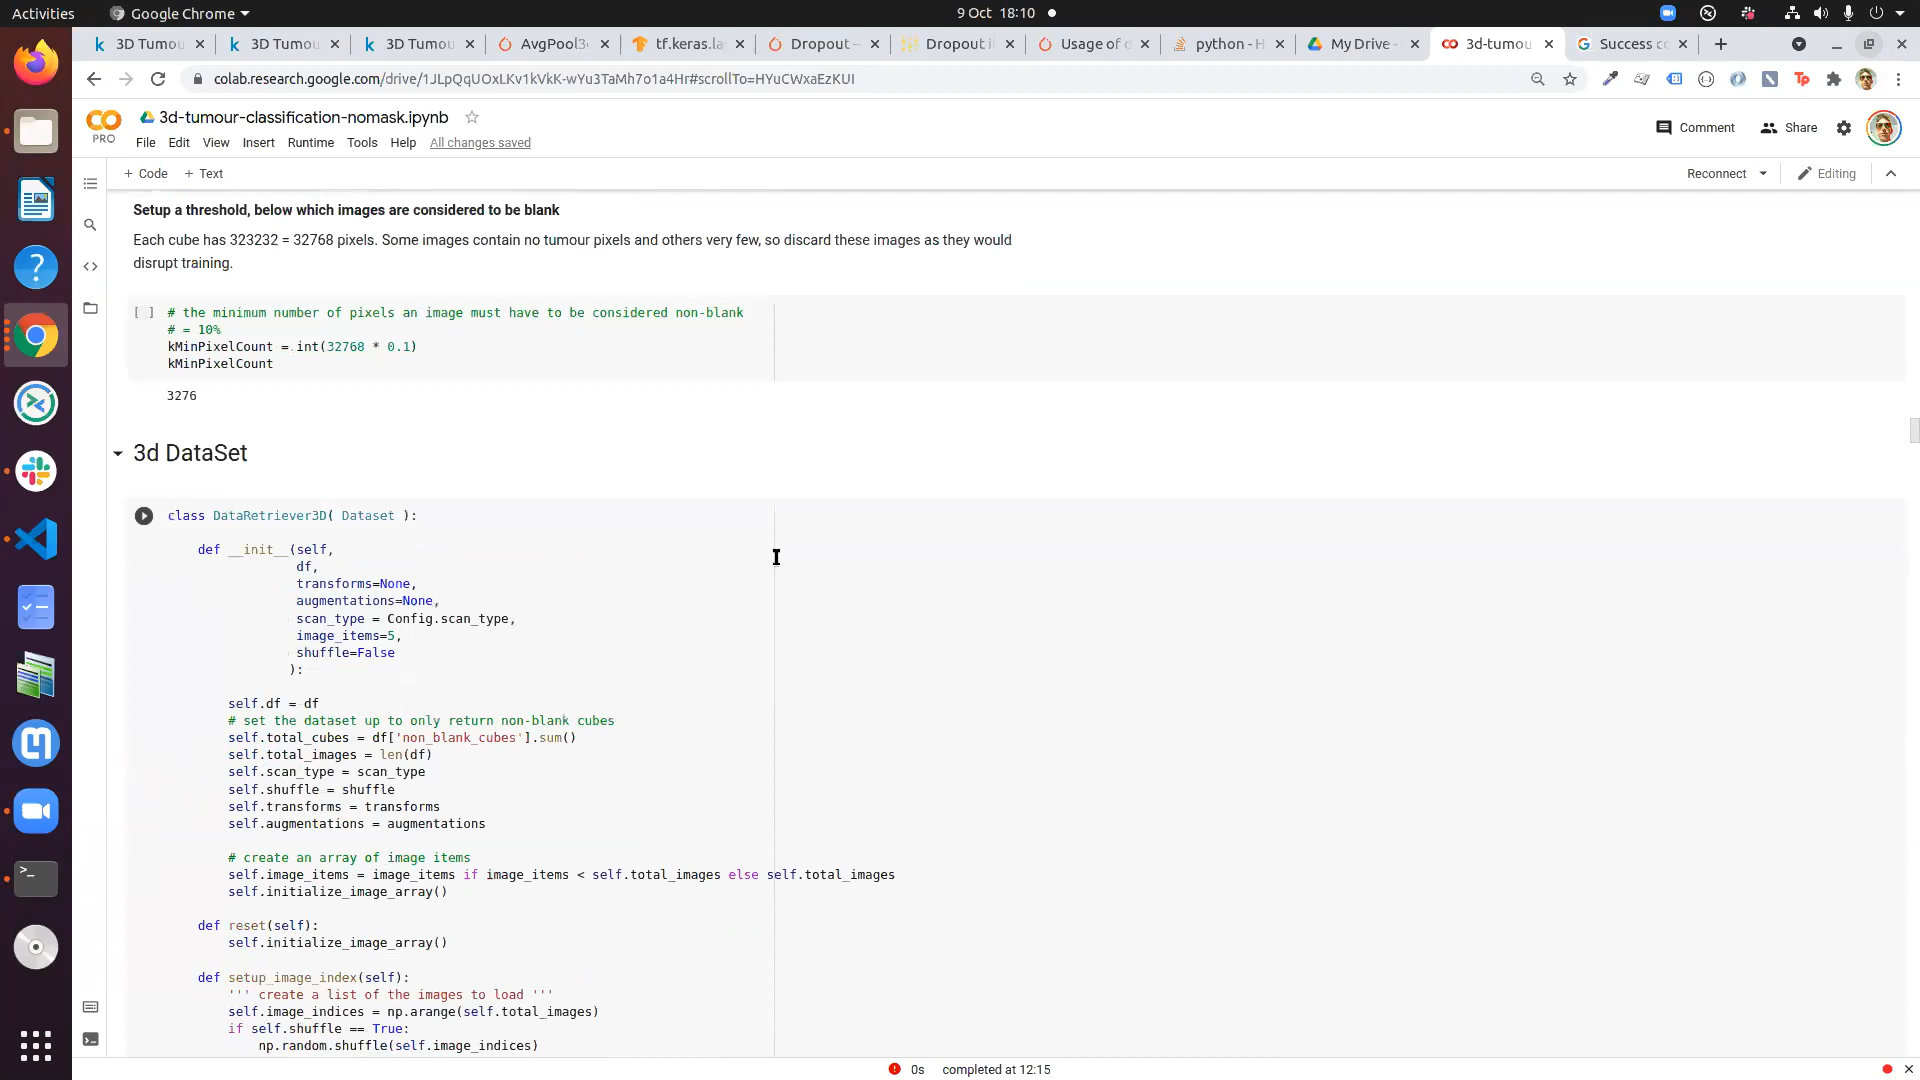 Activities
Google Chrome
9 Oct 18:10
3D Tumou
3D Tumou
3D Tumou
AvgPool3
tf.keras.la
Dropout –
Dropout i
Usage of d
python - H
My Drive -
3d-tumou
Success co
colab.research.google.com/drive/1JLpQqUOxLKv1kVkK-wYu3TaMh7o1a4Hr#scrollTo=HYuCWxaEzKUI
Tp
PRO
3d-tumour-classification-nomask.ipynb
File Edit View Insert Runtime Tools Help All changes saved
Comment
Share
+ Code + Text
Reconnect
Editing
Setup a threshold, below which images are considered to be blank
Each cube has 323232 = 32768 pixels. Some images contain no tumour pixels and others very few, so discard these images as they would
disrupt training.
[ ] # the minimum number of pixels an image must have to be considered non-blank
# = 10%
kMinPixelCount = int(32768 * 0.1)
kMinPixelCount
3276
3d DataSet
class DataRetriever3D( Dataset ):
def __init__(self,
df,
transforms=None,
augmentations=None,
scan_type = Config.scan_type,
image_items=5,
shuffle=False
):
self.df = df
# set the dataset up to only return non-blank cubes
self.total_cubes = df['non_blank_cubes'].sum()
self.total_images = len(df)
self.scan_type = scan_type
self.shuffle = shuffle
self.transforms = transforms
self.augmentations = augmentations
# create an array of image items
self.image_items = image_items if image_items < self.total_images else self.total_images
self.initialize_image_array()
def reset(self):
self.initialize_image_array()
def setup_image_index(self):
''' create a list of the images to load '''
self.image_indices = np.arange(self.total_images)
if self.shuffle == True:
np.random.shuffle(self.image_indices)
0s completed at 12:15